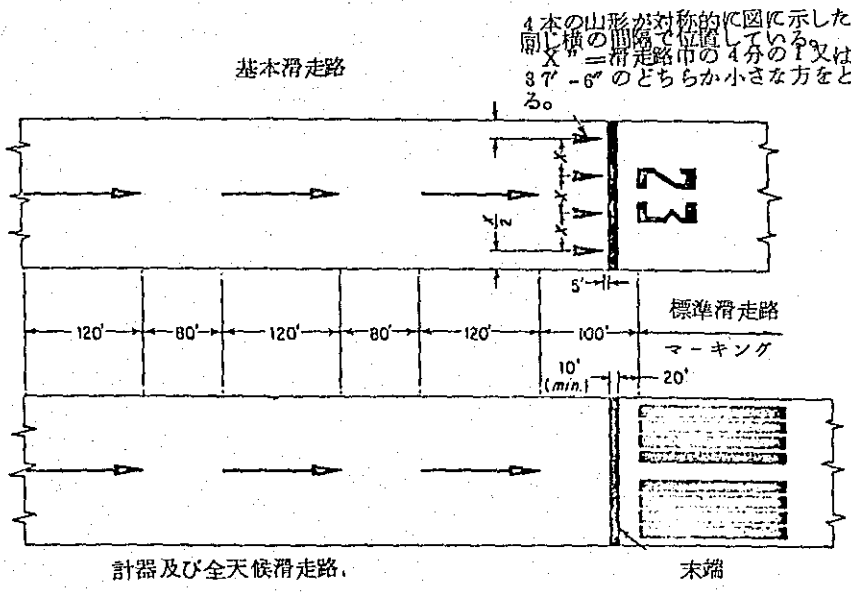 4本の山形が対称的に図に示した
同じ横の間隔で位置している。
"X"=滑走路巾の4分の1又は
37'-6"のどちらか小さな方をと
る。
基本滑走路
X
X
X
X/2
23
5'
標準滑走路
マーキング
120'
80'
120'
80'
120'
100'
10'
(min.)
20'
計器及び全天候滑走路.
末端